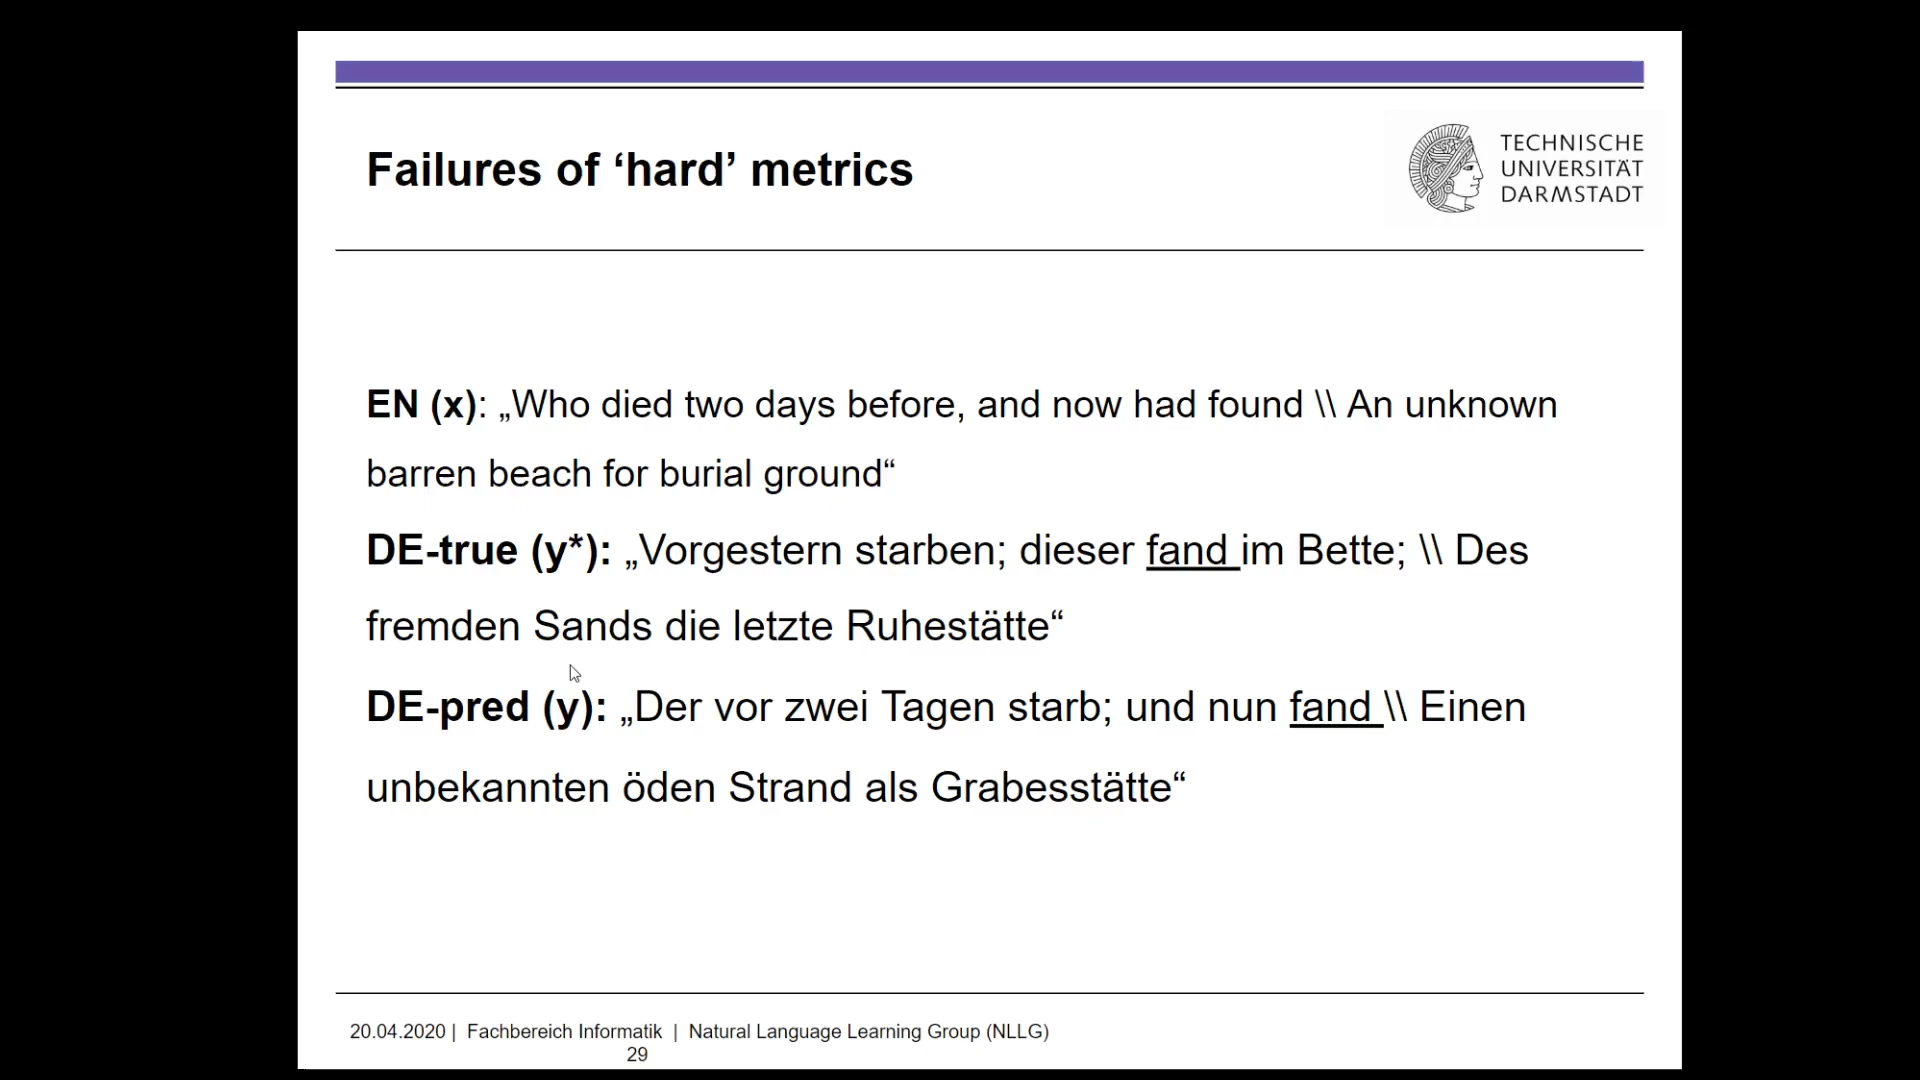 Failures of ‘hard’ metrics
TECHNISCHE
UNIVERSITÄT
DARMSTADT
EN (x): „Who died two days before, and now had found \\ An unknown
barren beach for burial ground“
DE-true (y*): „Vorgestern starben; dieser fand im Bette; \\ Des
fremden Sands die letzte Ruhestätte“
DE-pred (y): „Der vor zwei Tagen starb; und nun fand \\ Einen
unbekannten öden Strand als Grabesstätte“
20.04.2020 | Fachbereich Informatik | Natural Language Learning Group (NLLG)
29